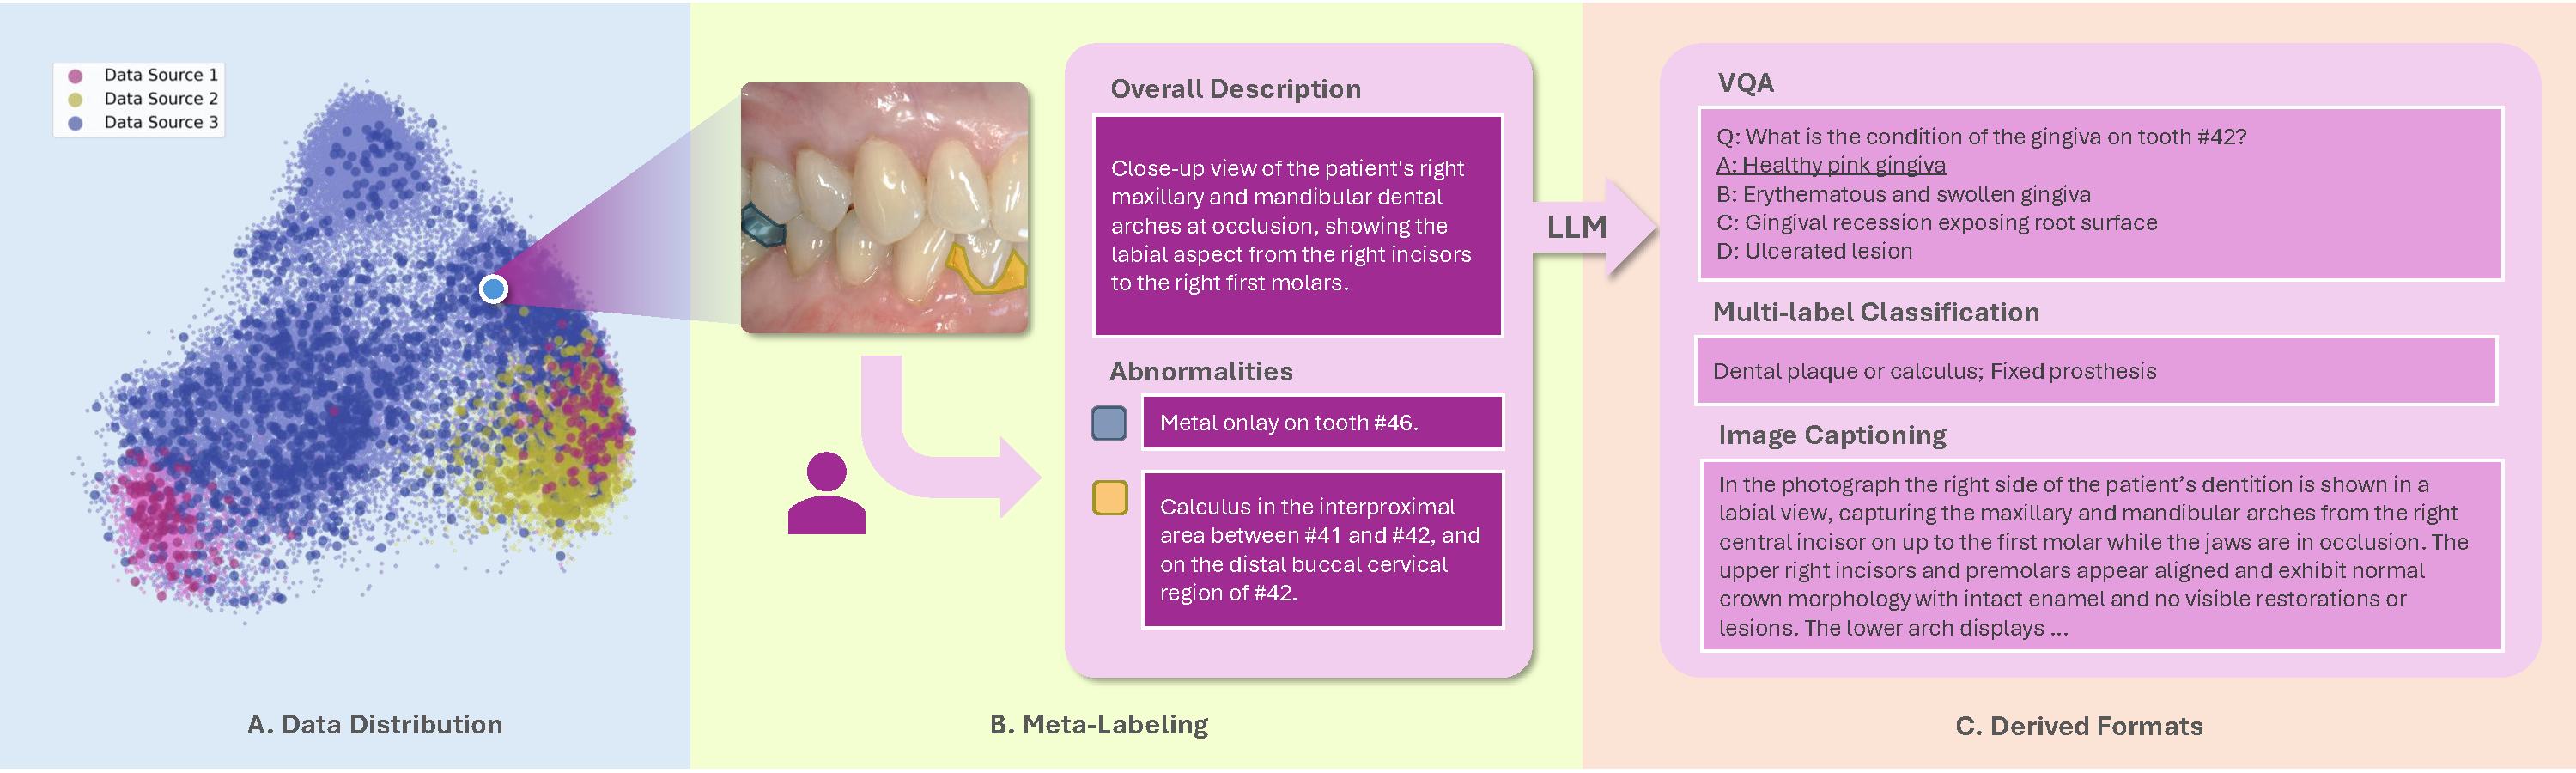 Data Source 1
Data Source 2
Data Source 3
A. Data Distribution
Overall Description
Close-up view of the patient's right
maxillary and mandibular dental
arches at occlusion, showing the
labial aspect from the right incisors
to the right first molars.
Abnormalities
Metal onlay on tooth #46.
Calculus in the interproximal
area between #41 and #42, and
on the distal buccal cervical
region of #42.
B. Meta-Labeling
LLM
VQA
Q: What is the condition of the gingiva on tooth #42?
A: Healthy pink gingiva
B: Erythematous and swollen gingiva
C: Gingival recession exposing root surface
D: Ulcerated lesion
Multi-label Classification
Dental plaque or calculus; Fixed prosthesis
Image Captioning
In the photograph the right side of the patient’s dentition is shown in a
labial view, capturing the maxillary and mandibular arches from the right
central incisor on up to the first molar while the jaws are in occlusion. The
upper right incisors and premolars appear aligned and exhibit normal
crown morphology with intact enamel and no visible restorations or
lesions. The lower arch displays ...
C. Derived Formats